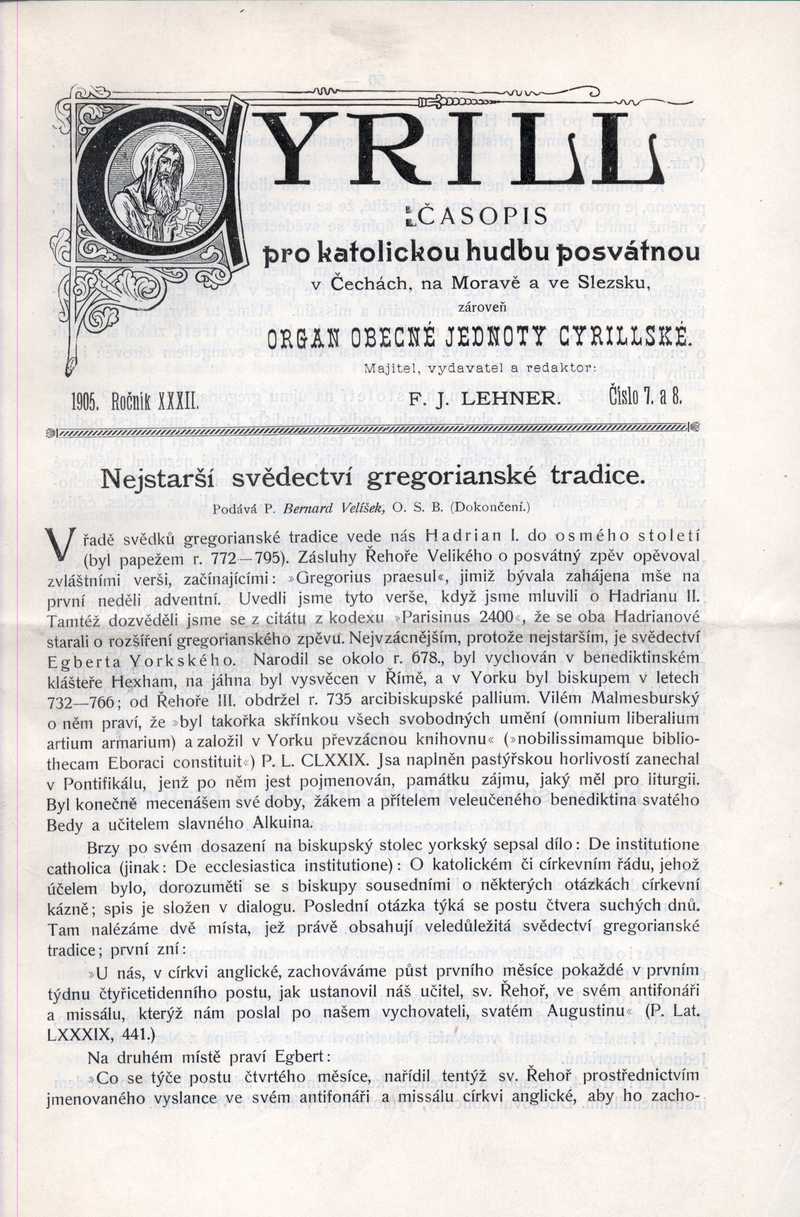 CYRILL
ČASOPIS
pro katolickou hudbu posvátnou
v Čechách, na Moravě a ve Slezsku,
zároveň
ORGÁN OBECNÉ JEDNOTY CYRILLSKÉ.
Majitel, vydavatel a redaktor:
1905. Ročník XXXII. F. J. LEHNER. Číslo 7. a 8.
Nejstarší svědectví gregorianské tradice.
Podává P. Bernard Velíšek, O. S. B. (Dokončení.)
V řadě svědků gregorianské tradice vede nás Hadrian I. do osmého století
(byl papežem r. 772—795). Zásluhy Řehoře Velikého o posvátný zpěv opěvoval
zvláštními verši, začínajícími: »Gregorius praesul«, jimiž bývala zahájena mše na
první neděli adventní. Uvedli jsme tyto verše, když jsme mluvili o Hadrianu II.
Tamtéž dozvěděli jsme se z citátu z kodexu »Parisinus 2400«, že se oba Hadrianové
starali o rozšíření gregorianského zpěvu. Nejvzácnějším, protože nejstarším, je svědectví
Egberta Yorkského. Narodil se okolo r. 678., byl vychován v benediktinském
klášteře Hexham, na jáhna byl vysvěcen v Římě, a v Yorku byl biskupem v letech
732—766; od Řehoře III. obdržel r. 735 arcibiskupské pallium. Vilém Malmesburský
o něm praví, že »byl takořka skřínkou všech svobodných umění (omnium liberalium
artium armarium) a založil v Yorku převzácnou knihovnu« (»nobilissimamque biblio-
thecam Eboraci constituit«) P. L. CLXXIX. Jsa naplněn pastýřskou horlivostí zanechal
v Pontifikálu, jenž po něm jest pojmenován, památku zájmu, jaký měl pro liturgii.
Byl konečně mecenášem své doby, žákem a přítelem veleučeného benediktina svatého
Bedy a učitelem slavného Alkuina.
Brzy po svém dosazení na biskupský stolec yorkský sepsal dílo: De institutione
catholica (jinak: De ecclesiastica institutione): O katolickém či církevním řádu, jehož
účelem bylo, dorozuměti se s biskupy sousedními o některých otázkách církevní
kázně; spis je složen v dialogu. Poslední otázka týká se postu čtvera suchých dnů.
Tam nalézáme dvě místa, jež právě obsahují veledůležitá svědectví gregorianské
tradice; první zní:
»U nás, v církvi anglické, zachováváme půst prvního měsíce pokaždé v prvním
týdnu čtyřicetidenního postu, jak ustanovil náš učitel, sv. Řehoř, ve svém antifonáři
a missálu, kterýž nám poslal po našem vychovateli, svatém Augustinu« (P. Lat.
LXXXIX, 441.)
Na druhém místě praví Egbert:
»Co se týče postu čtvrtého měsíce, nařídil tentýž sv. Řehoř prostřednictvím
jmenovaného vyslance ve svém antifonáři a missálu církvi anglické, aby ho zacho-